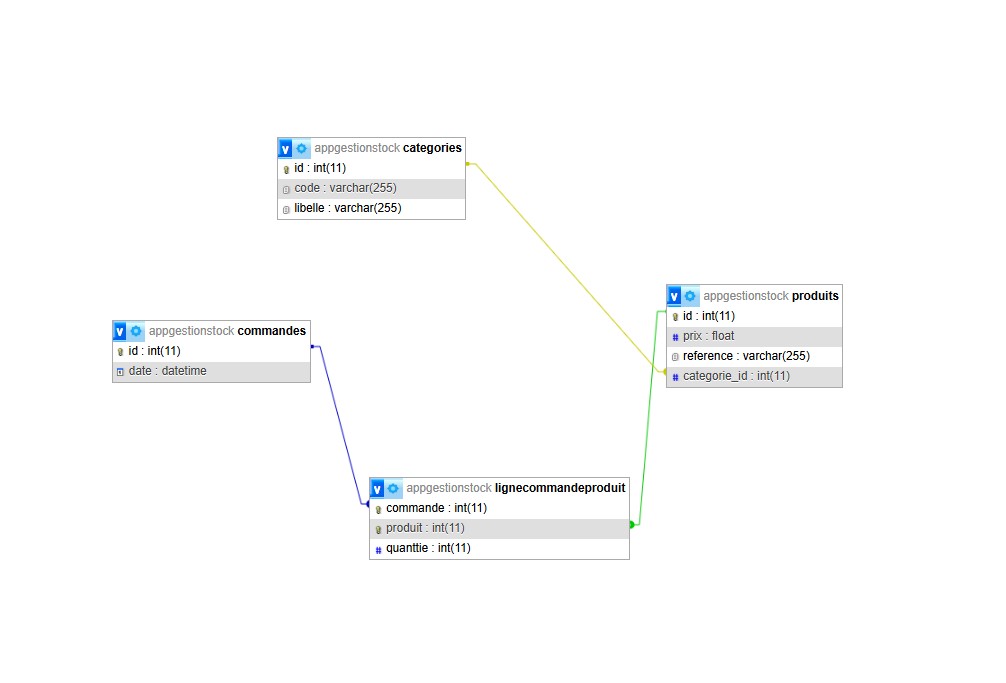 v appgestionstock categories
id : int(11)
code : varchar(255)
libelle : varchar(255)
v appgestionstock produits
id : int(11)
# prix : float
reference : varchar(255)
# categorie_id : int(11)
v appgestionstock commandes
id : int(11)
date : datetime
v appgestionstock lignecommandeproduit
commande : int(11)
produit : int(11)
# quanttie : int(11)